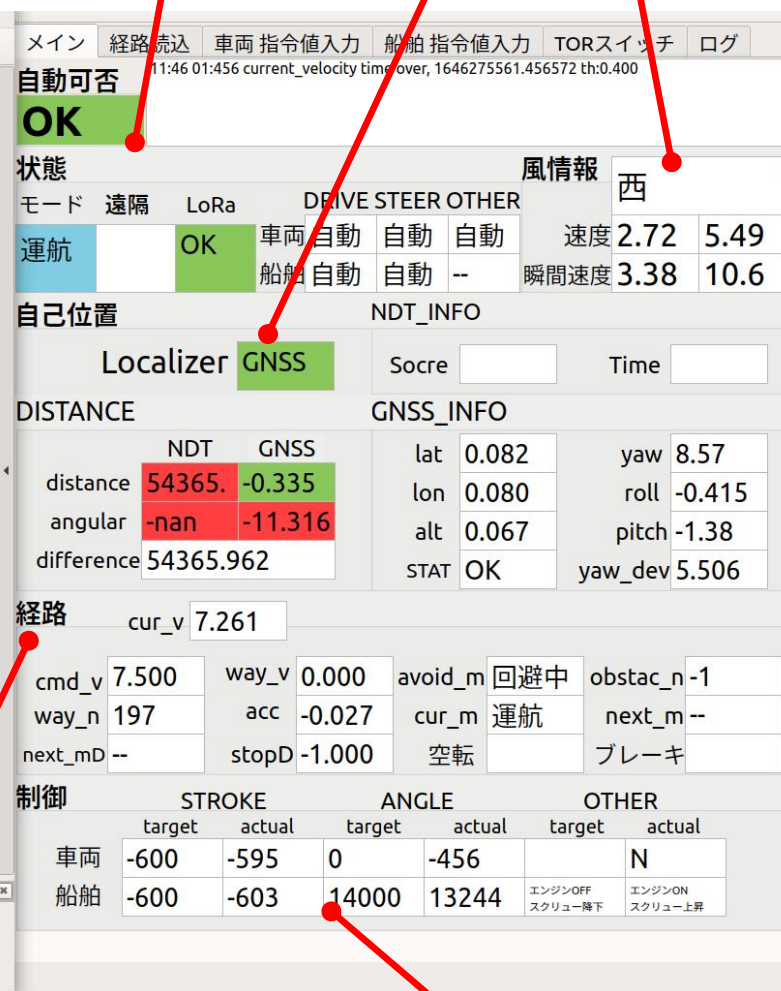 メイン 経路読込 車両 指令値入力 船舶 指令値入力 TORスイッチ ログ
自動可否 11:46 01:456 current_velocity time over, 1646275561.456572 th:0.400
OK
状態 風情報 西
モード 遠隔 LoRa DRIVE STEER OTHER
運航 OK 車両 自動 自動 自動 速度 2.72 5.49
船舶 自動 自動 -- 瞬間速度 3.38 10.6
自己位置 NDT_INFO
Localizer GNSS Socre Time
DISTANCE GNSS_INFO
NDT GNSS lat 0.082 yaw 8.57
distance 54365. -0.335 lon 0.080 roll -0.415
angular -nan -11.316 alt 0.067 pitch -1.38
difference 54365.962 STAT OK yaw_dev 5.506
経路 cur_v 7.261
cmd_v 7.500 way_v 0.000 avoid_m 回避中 obstac_n -1
way_n 197 acc -0.027 cur_m 運航 next_m --
next_mD -- stopD -1.000 空転 ブレーキ
制御 STROKE ANGLE OTHER
target actual target actual target actual
車両 -600 -595 0 -456 N
船舶 -600 -603 14000 13244 エンジンOFF エンジンON
スクリュー降下 スクリュー上昇